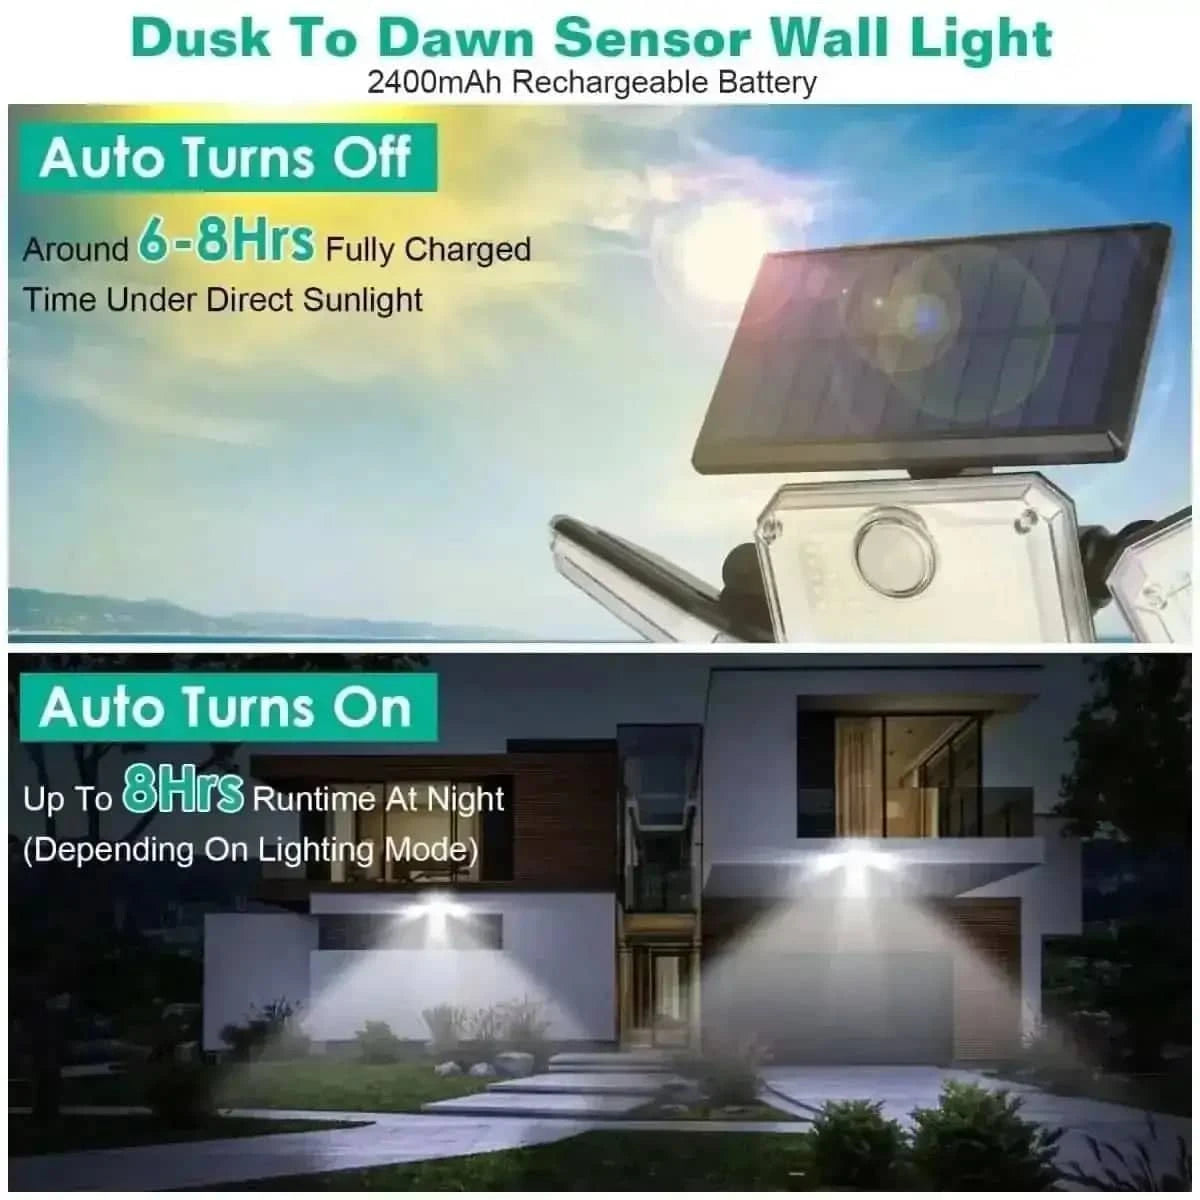 Dusk To Dawn Sensor Wall Light
2400mAh Rechargeable Battery
Auto Turns Off
Around 6-8Hrs Fully Charged
Time Under Direct Sunlight
Auto Turns On
Up To 8Hrs Runtime At Night
(Depending On Lighting Mode)